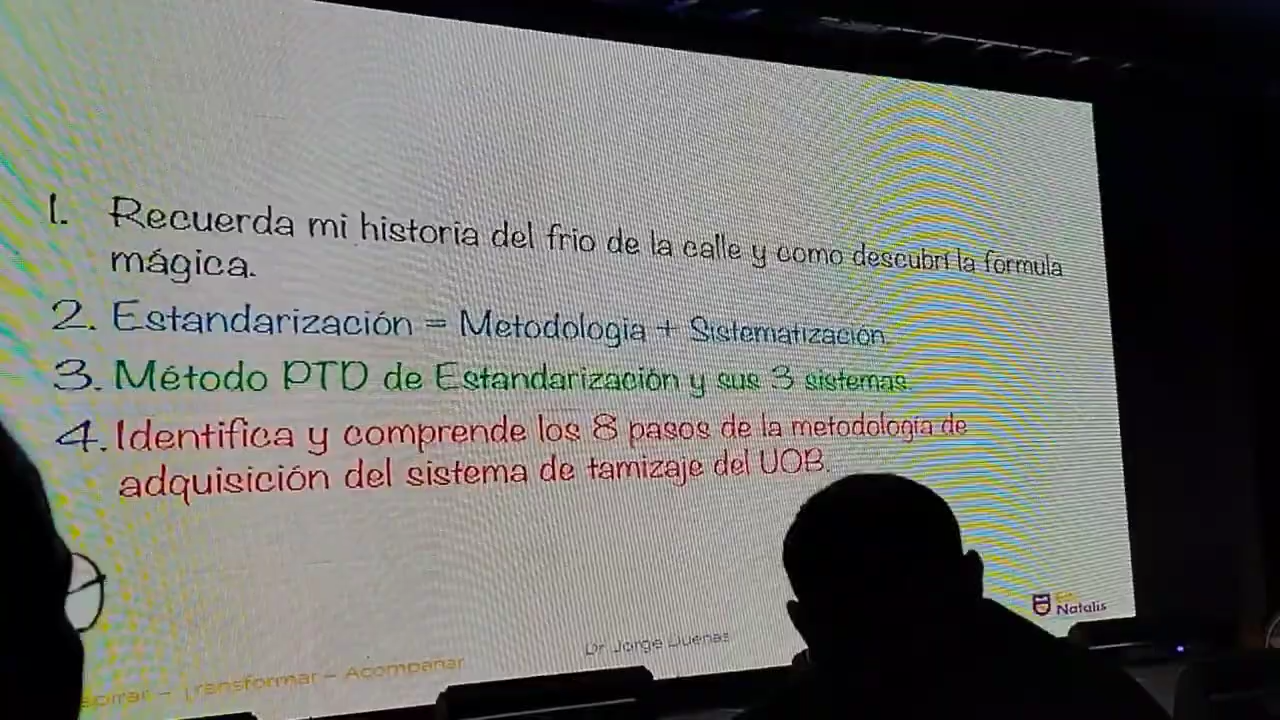 1. Recuerda mi historia del frio de la calle y como descubrí la formula
mágica.
2. Estandarización = Metodologia + Sistematización.
3. Método PTD de Estandarización y sus 3 sistemas.
4. Identifica y comprende los 8 pasos de la metodología de
adquisición del sistema de tamizaje del UOB.
Natalis
Dr Jorge Dueñas
– Transformar – Acompañar